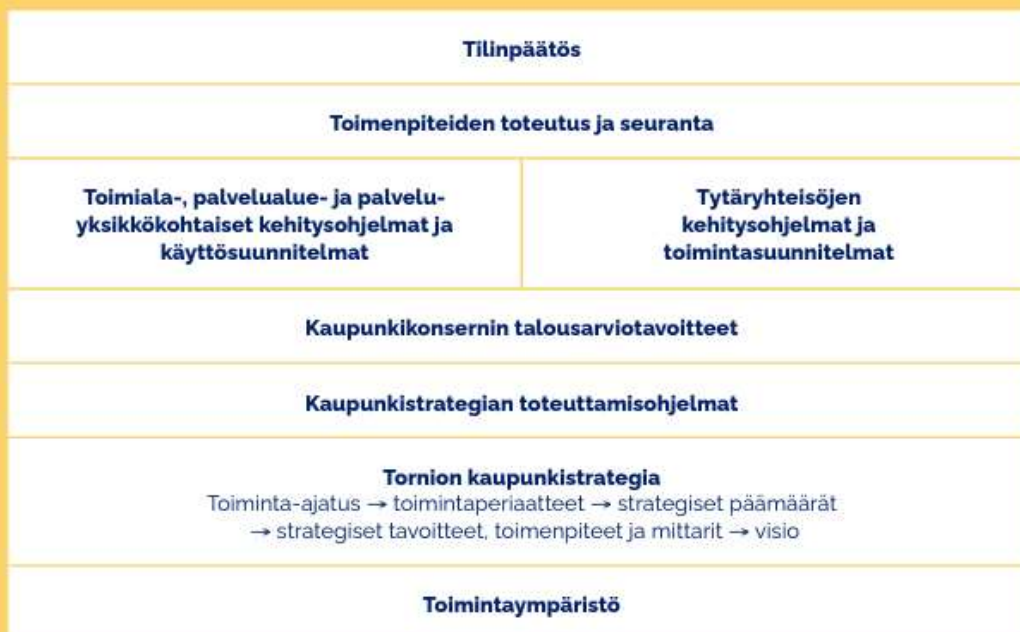 Tilinpäätös
Toimenpiteiden toteutus ja seuranta
Toimiala-, palvelualue- ja palvelu-
yksikkökohtaiset kehitysohjelmat ja
käyttösuunnitelmat
Tytäryhteisöjen
kehitysohjelmat ja
toimintasuunnitelmat
Kaupunkikonsernin talousarviotavoitteet
Kaupunkistrategian toteuttamisohjelmat
Tornion kaupunkistrategia
Toiminta-ajatus → toimintaperiaatteet → strategiset päämäärät
→ strategiset tavoitteet, toimenpiteet ja mittarit → visio
Toimintaympäristö